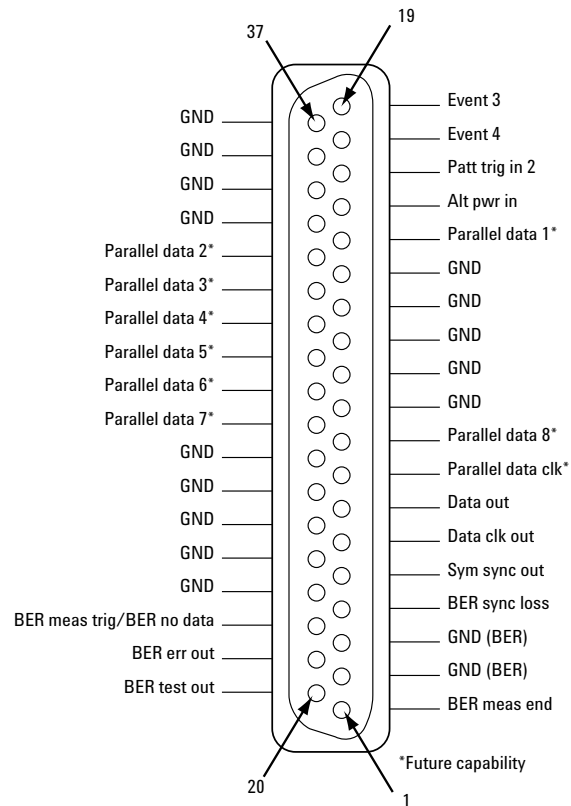 37
19
GND
GND
GND
GND
Parallel data 2*
Parallel data 3*
Parallel data 4*
Parallel data 5*
Parallel data 6*
Parallel data 7*
GND
GND
GND
GND
GND
BER meas trig/BER no data
BER err out
BER test out
Event 3
Event 4
Patt trig in 2
Alt pwr in
Parallel data 1*
GND
GND
GND
GND
GND
Parallel data 8*
Parallel data clk*
Data out
Data clk out
Sym sync out
BER sync loss
GND (BER)
GND (BER)
BER meas end
*Future capability
20
1